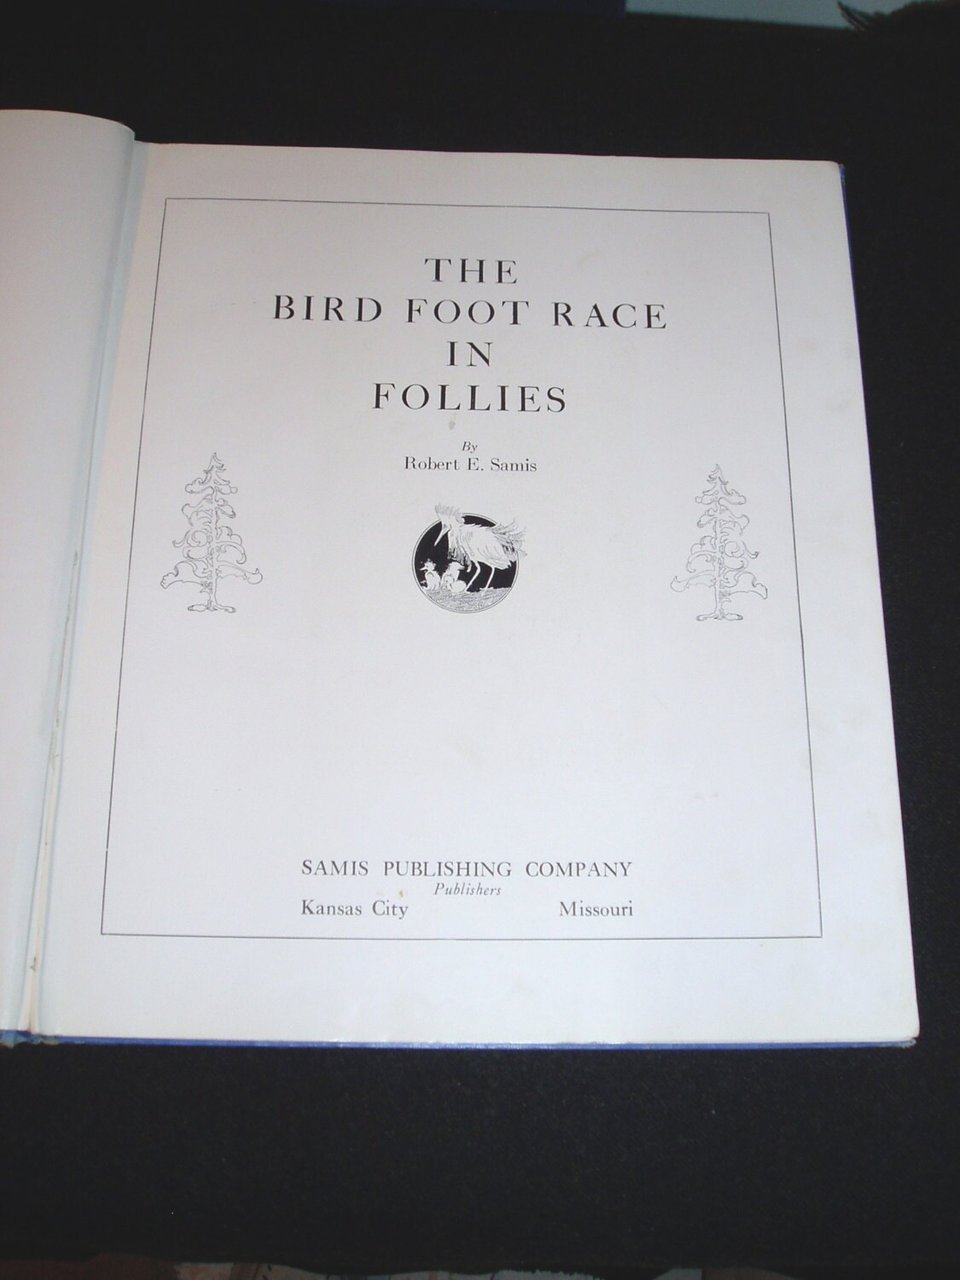 THE
BIRD FOOT RACE
IN
FOLLIES
By
Robert E. Samis
SAMIS PUBLISHING COMPANY
Publishers
Kansas City Missouri